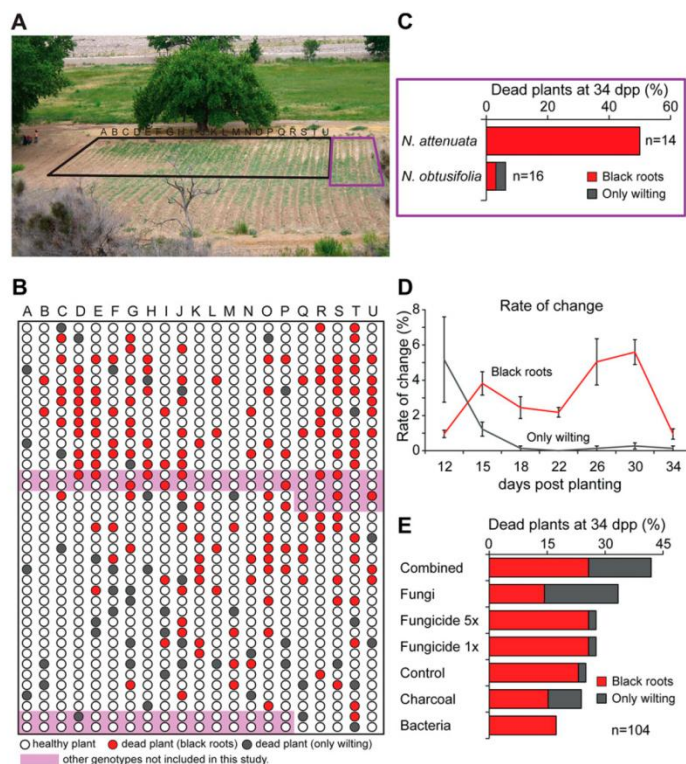 A
A B C D E F G H I J K L M N O P Q R S T U
C
Dead plants at 34 dpp (%)
0 20 40 60
N. attenuata
n=14
N. obtusifolia
n=16
Black roots
Only wilting
B
A B C D E F G H I J K L M N O P Q R S T U
healthy plant dead plant (black roots) dead plant (only wilting)
other genotypes not included in this study.
D
Rate of change
Rate of change (%)
8
6
4
2
0
Black roots
Only wilting
12 15 18 22 26 30 34
days post planting
E
Dead plants at 34 dpp (%)
0 15 30 45
Combined
Fungi
Fungicide 5x
Fungicide 1x
Control
Charcoal
Bacteria
Black roots
Only wilting
n=104